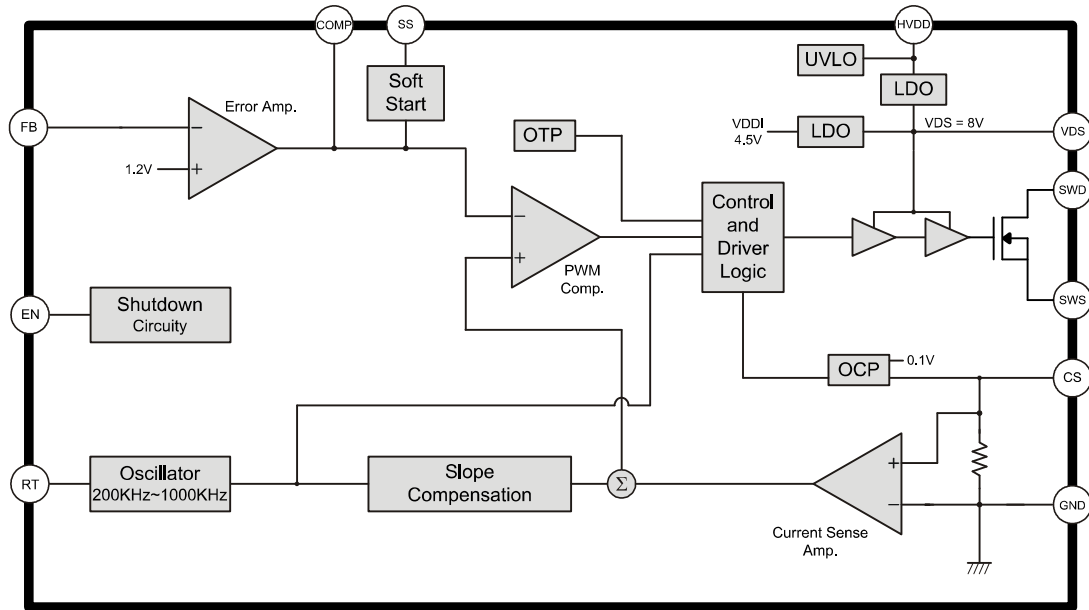 COMP
SS
HVDD
UVLO
LDO
Soft
Start
Error Amp.
FB
−
+
1.2V
OTP
VDDI
4.5V
LDO
VDS = 8V
VDS
SWD
Control
and
Driver
Logic
−
+
PWM
Comp.
EN
Shutdown
Circuity
SWS
OCP
0.1V
CS
RT
Oscillator
200KHz~1000KHz
Slope
Compensation
Σ
+
−
Current Sense
Amp.
GND